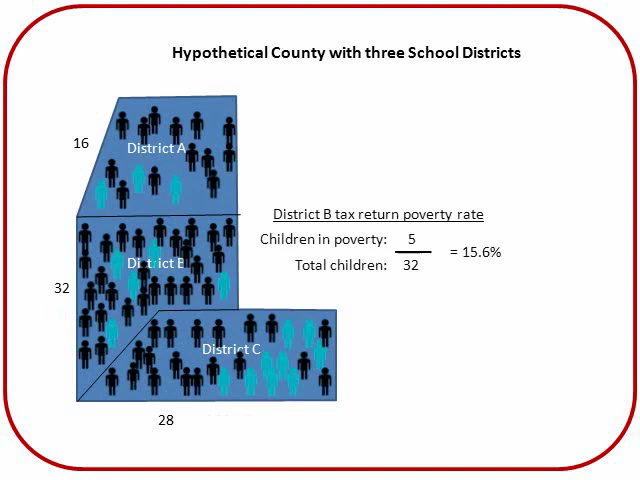 Hypothetical County with three School Districts
16
District A
District B tax return poverty rate
Children in poverty: 5
= 15.6%
Total children: 32
District B
32
District C
28